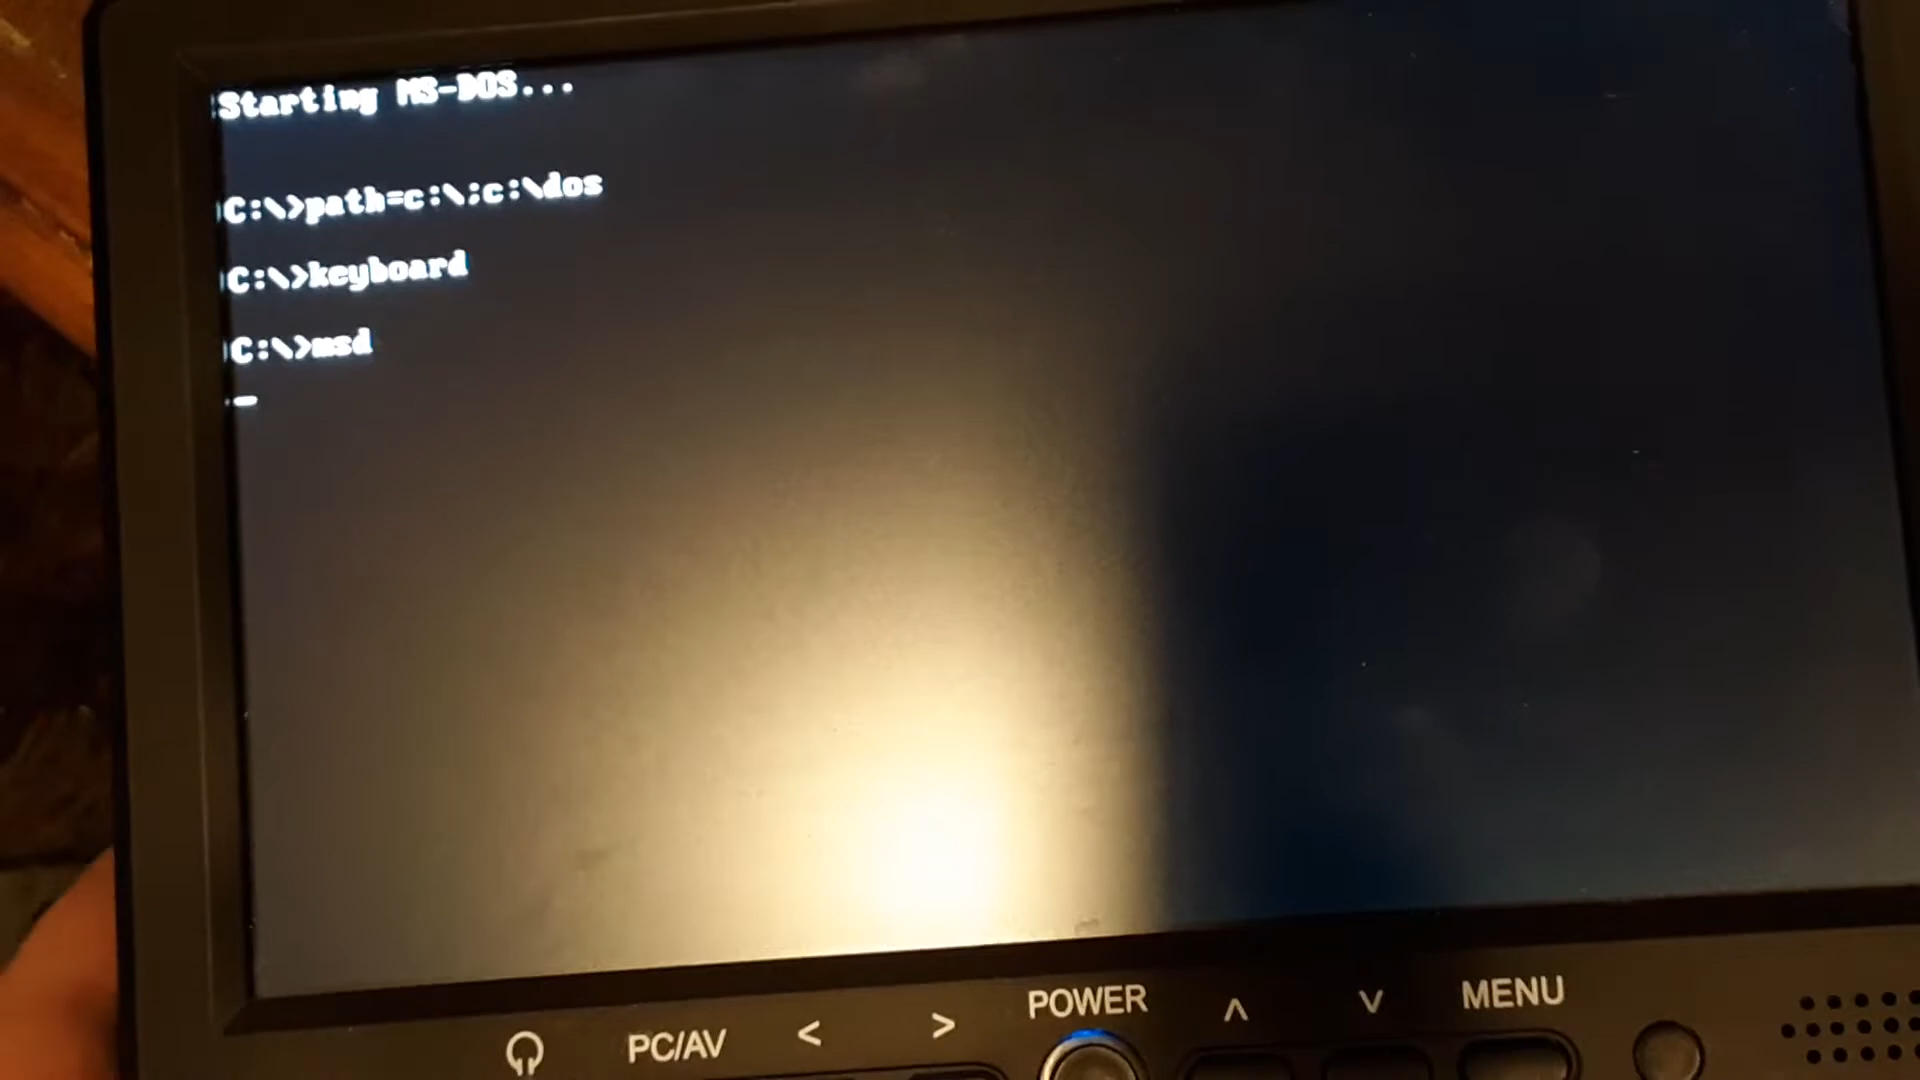 Starting MS-DOS...
C:\>path=c:\;c:\dos
C:\>keyboard
C:\>msd
_
PC/AV < > POWER ∧ ∨ MENU